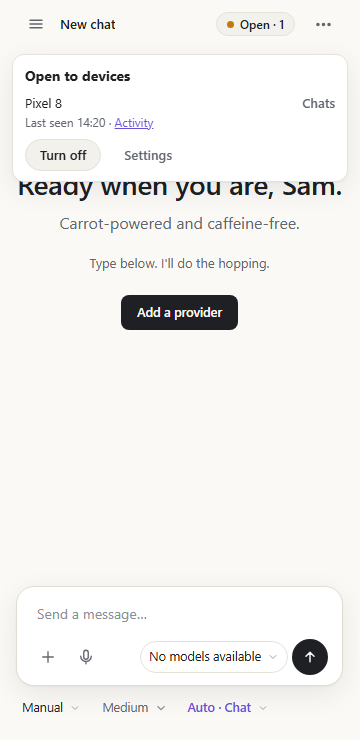 New chat
Open · 1
Open to devices
Pixel 8
Chats
Last seen 14:20 · Activity
Turn off
Settings
Ready when you are, Sam.
Carrot-powered and caffeine-free.
Type below. I'll do the hopping.
Add a provider
Send a message...
No models available
Manual
Medium
Auto · Chat